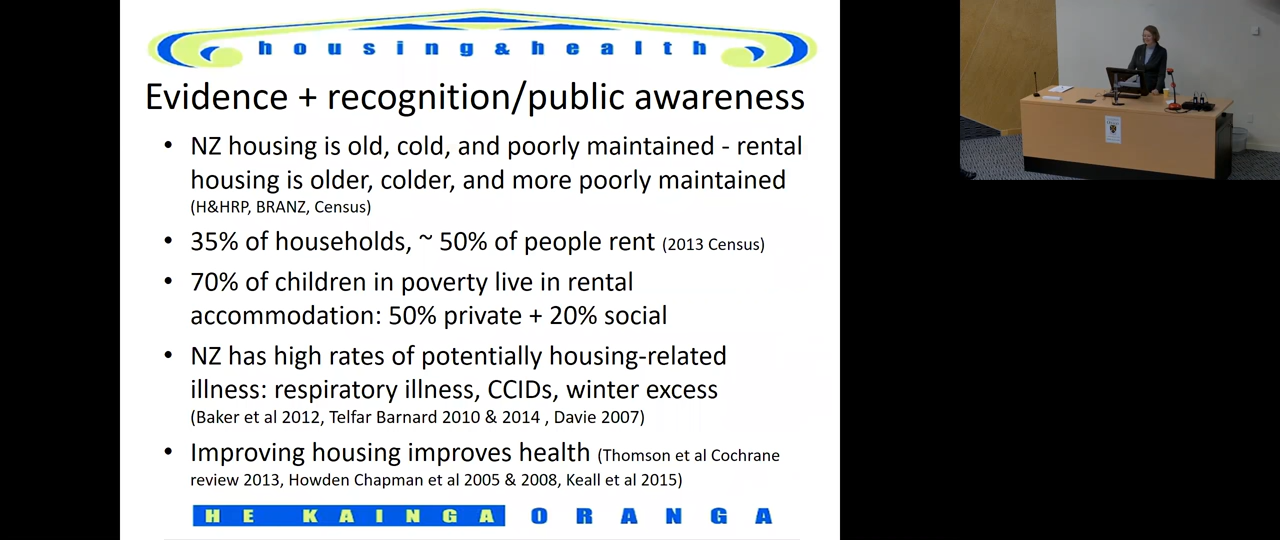 housing&health
Evidence + recognition/public awareness
• NZ housing is old, cold, and poorly maintained - rental
housing is older, colder, and more poorly maintained
(H&HRP, BRANZ, Census)
• 35% of households, ~ 50% of people rent (2013 Census)
• 70% of children in poverty live in rental
accommodation: 50% private + 20% social
• NZ has high rates of potentially housing-related
illness: respiratory illness, CCIDs, winter excess
(Baker et al 2012, Telfar Barnard 2010 & 2014 , Davie 2007)
• Improving housing improves health (Thomson et al Cochrane
review 2013, Howden Chapman et al 2005 & 2008, Keall et al 2015)
HE KAINGA ORANGA